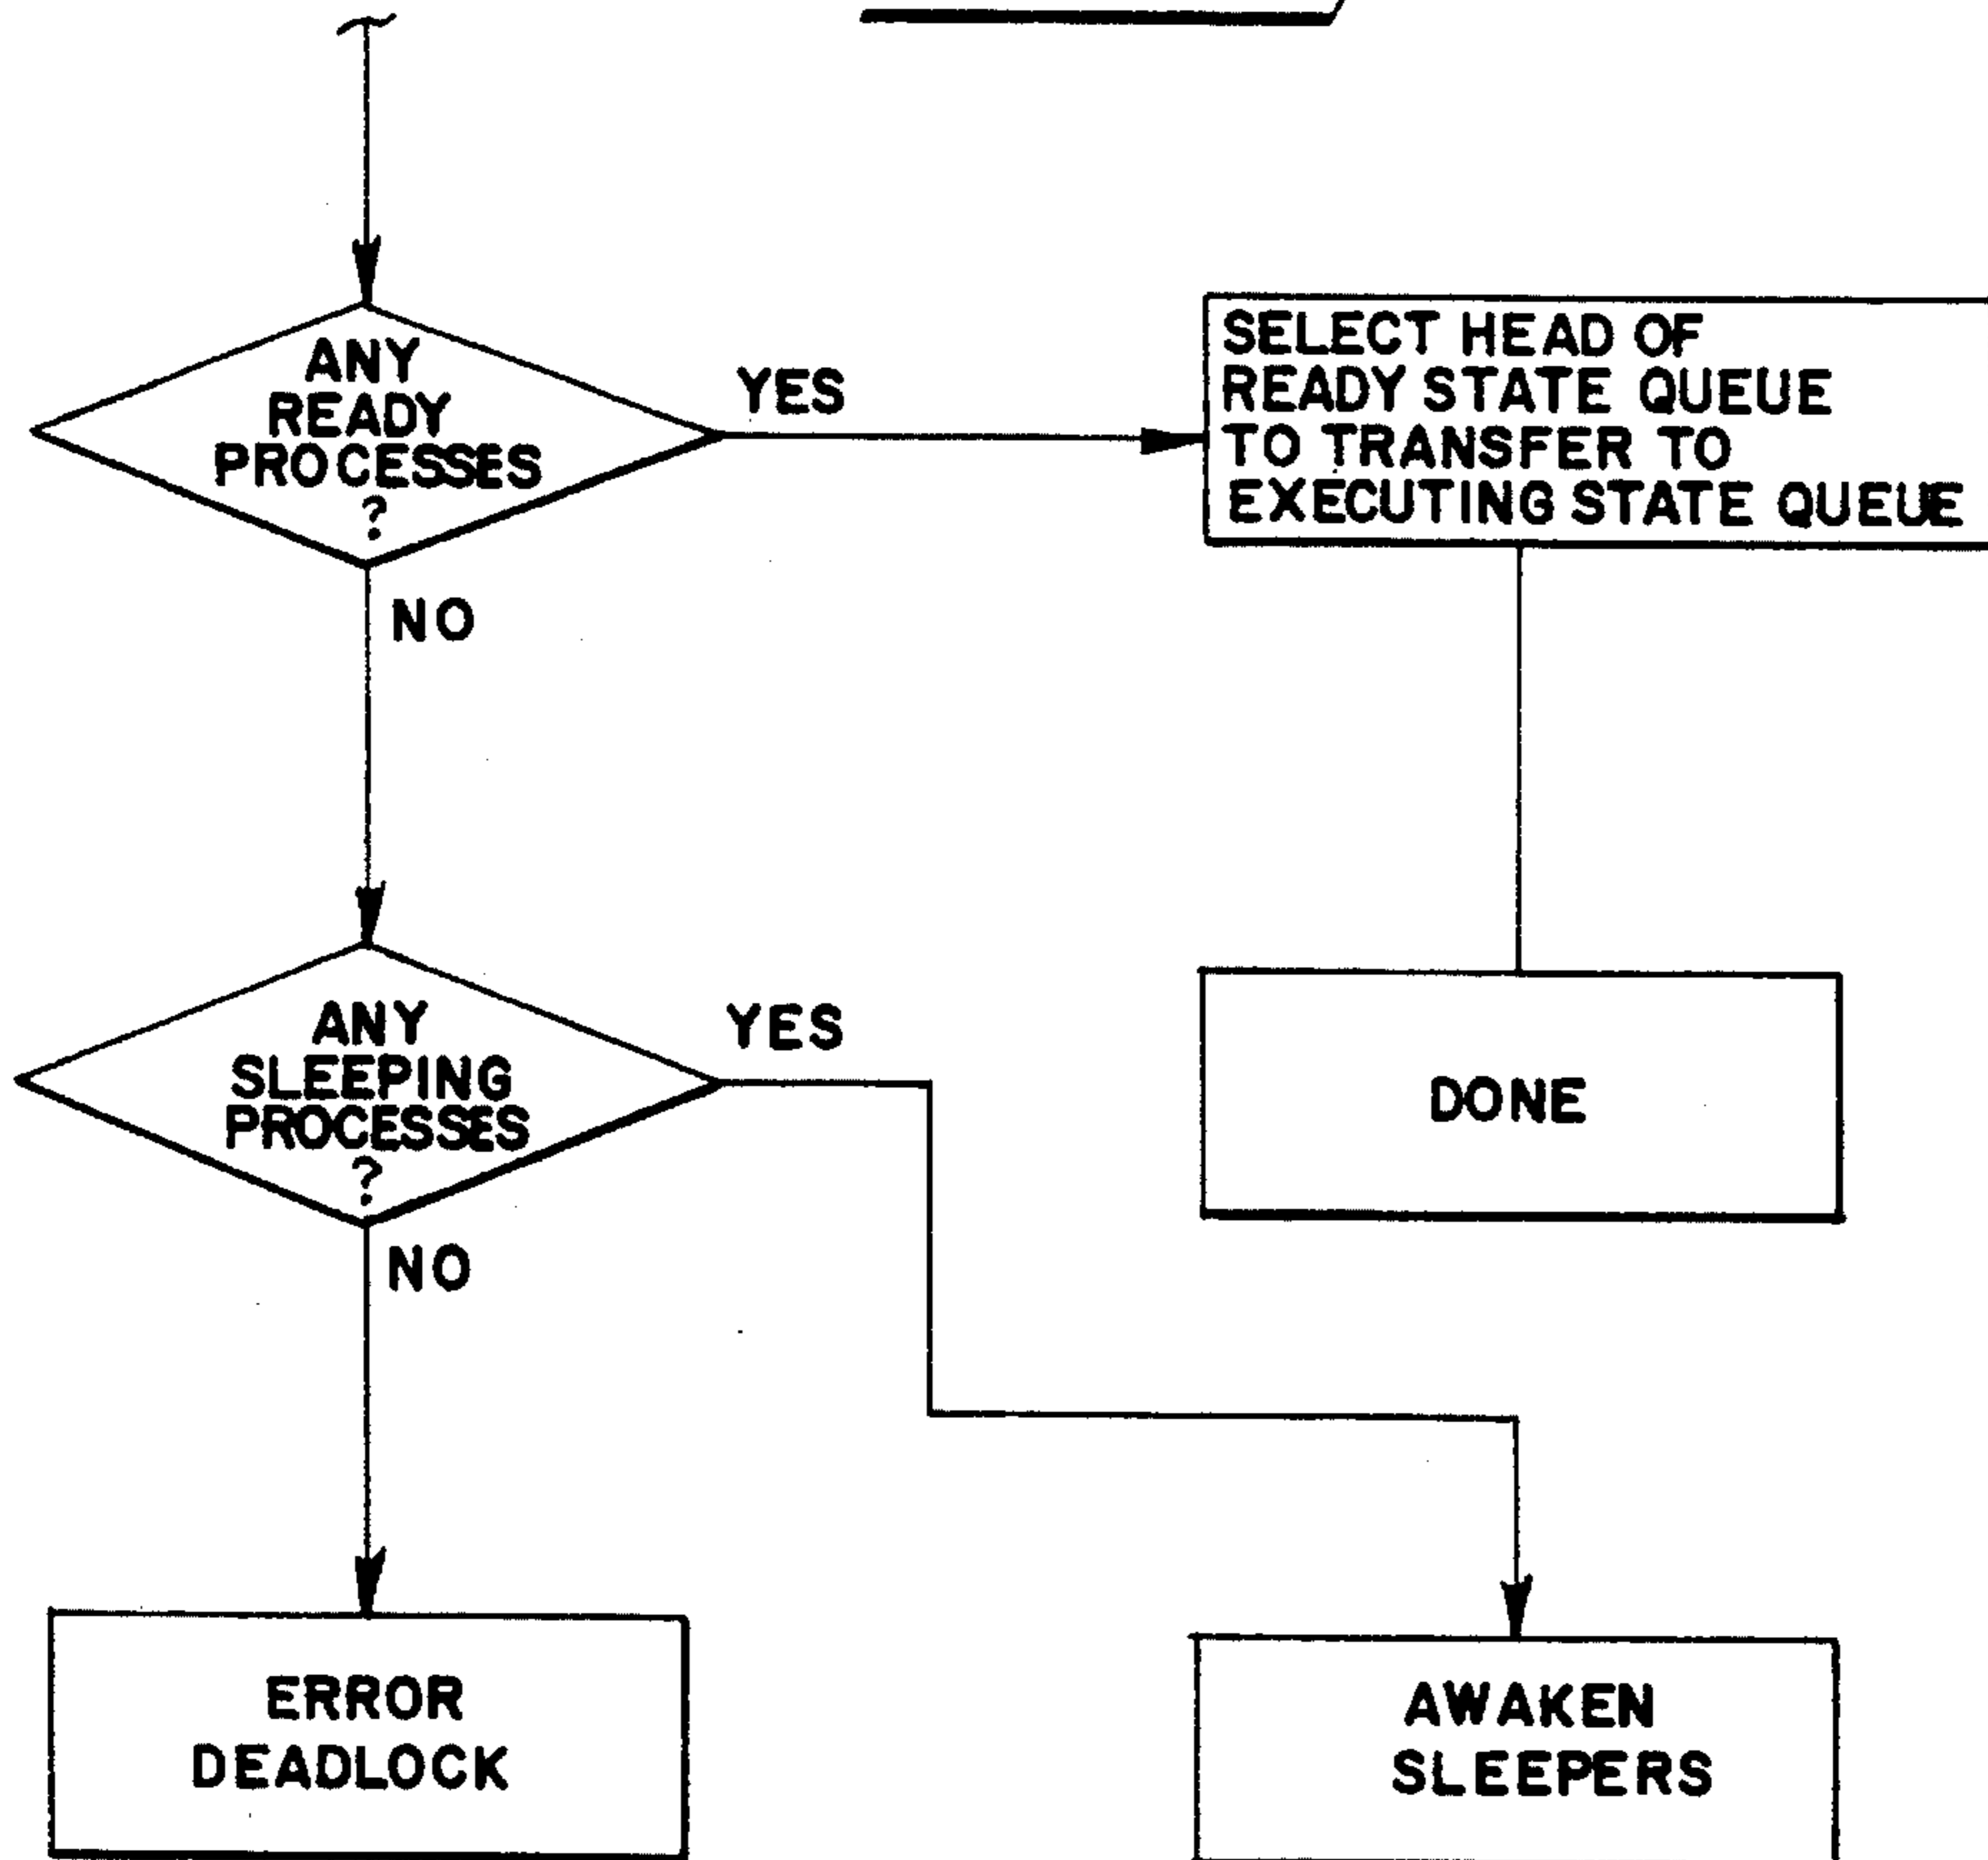 ANY
READY
PROCESSES
?
YES
SELECT HEAD OF
READY STATE QUEUE
TO TRANSFER TO
EXECUTING STATE QUEUE
NO
ANY
SLEEPING
PROCESSES
?
YES
DONE
NO
ERROR
DEADLOCK
AWAKEN
SLEEPERS